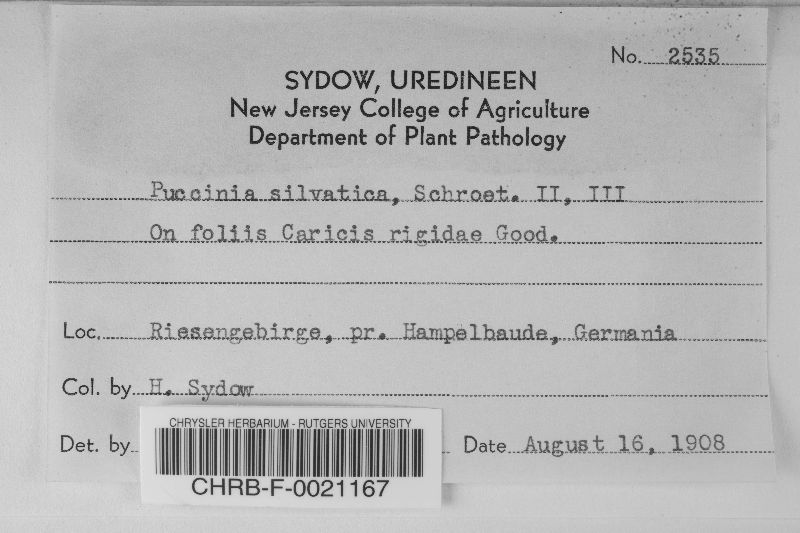 No. 2535
SYDOW, UREDINEEN
New Jersey College of Agriculture
Department of Plant Pathology
Puccinia silvatica, Schroet. II, III
On foliis Caricis rigidae Good.
Loc. Riesengebirge, pr. Hampelbaude, Germania
Col. by H. Sydow
Det. by
Date August 16, 1908
CHRYSLER HERBARIUM - RUTGERS UNIVERSITY
CHRB-F-0021167